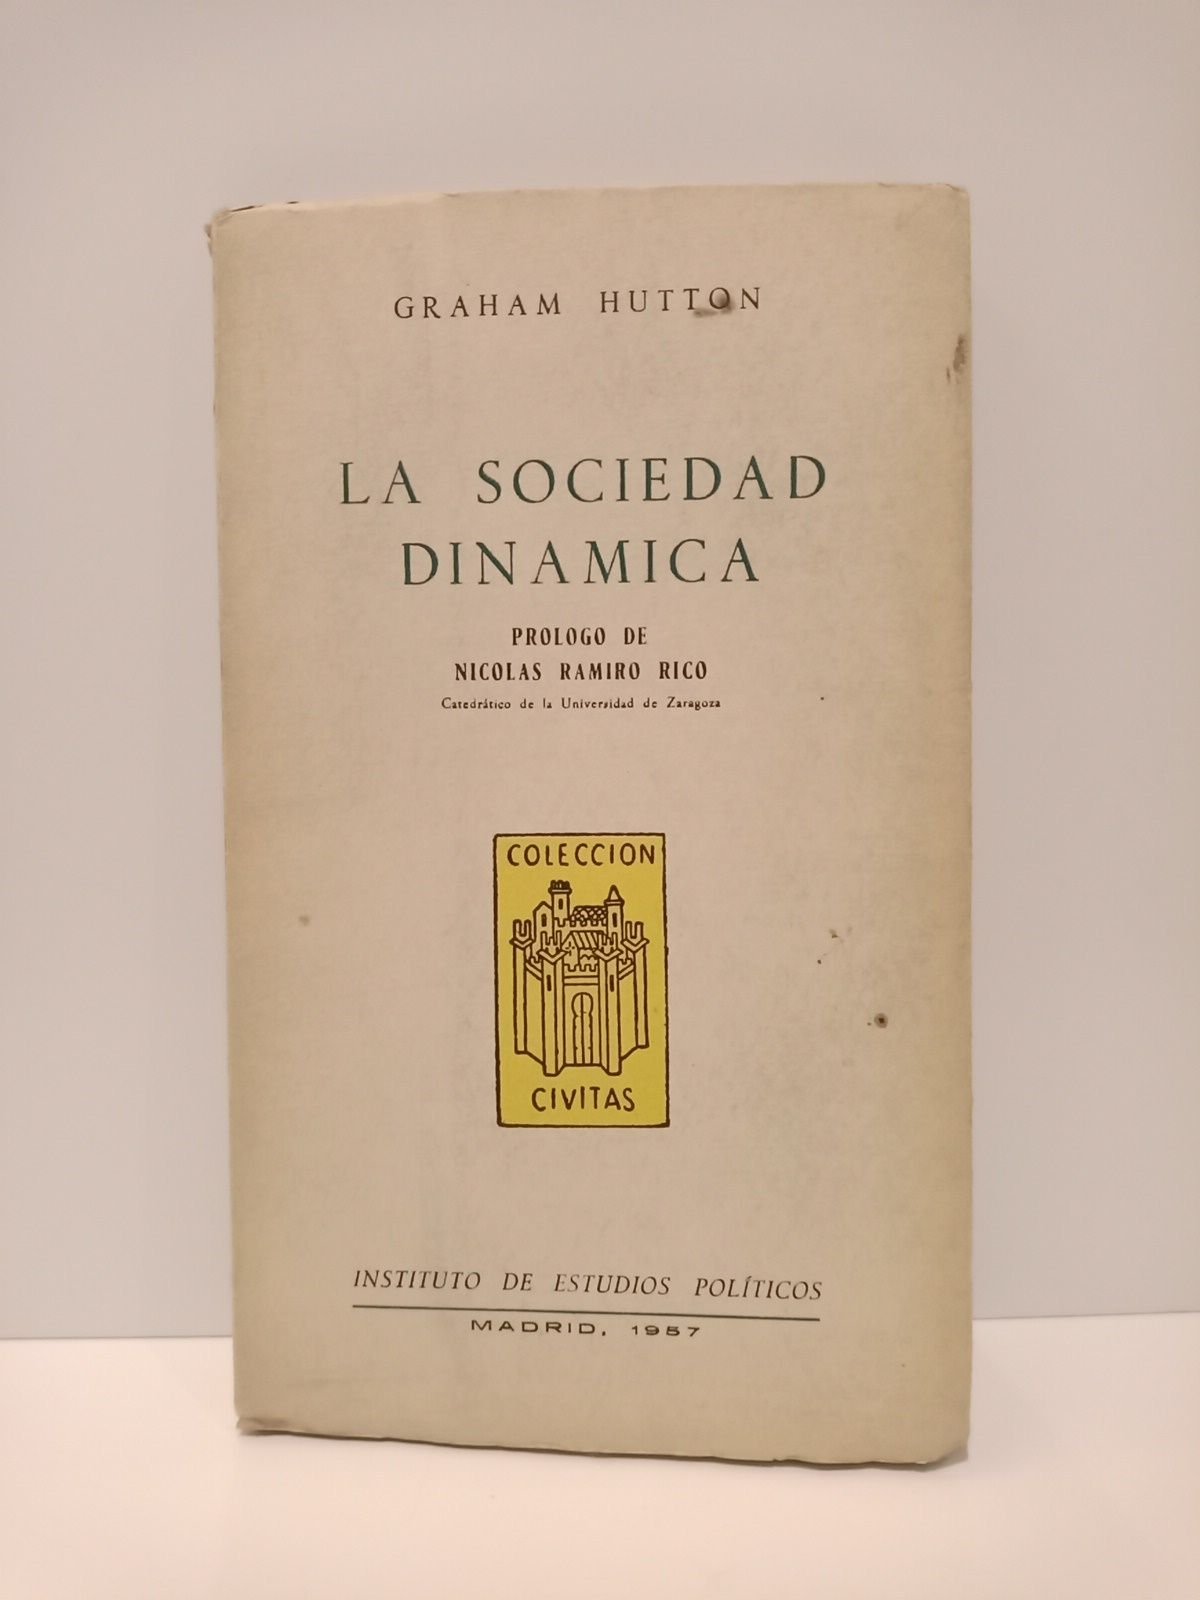 GRAHAM HUTTON
LA SOCIEDAD
DINAMICA
PROLOGO DE
NICOLAS RAMIRO RICO
Catedrático de la Universidad de Zaragoza
COLECCION
CIVITAS
INSTITUTO DE ESTUDIOS POLÍTICOS
MADRID, 1957